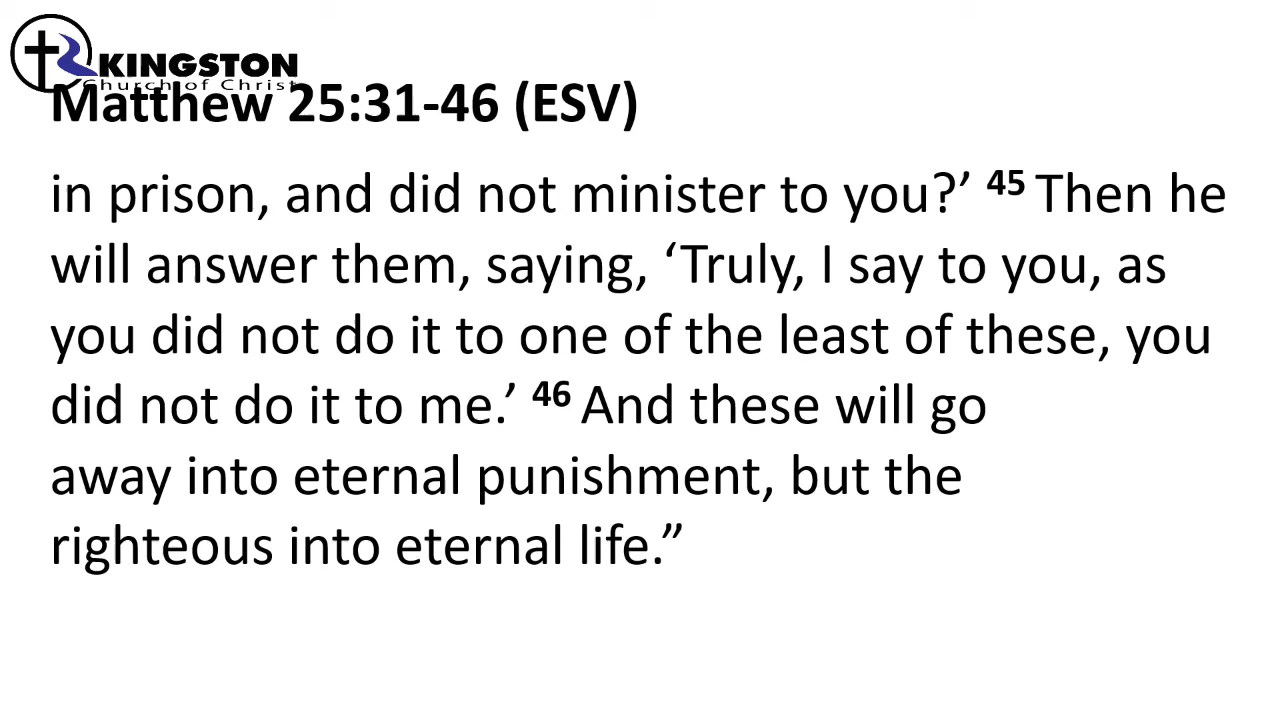 KINGSTON
Church of Christ
Matthew 25:31-46 (ESV)
in prison, and did not minister to you?’ 45 Then he
will answer them, saying, ‘Truly, I say to you, as
you did not do it to one of the least of these, you
did not do it to me.’ 46 And these will go
away into eternal punishment, but the
righteous into eternal life.”